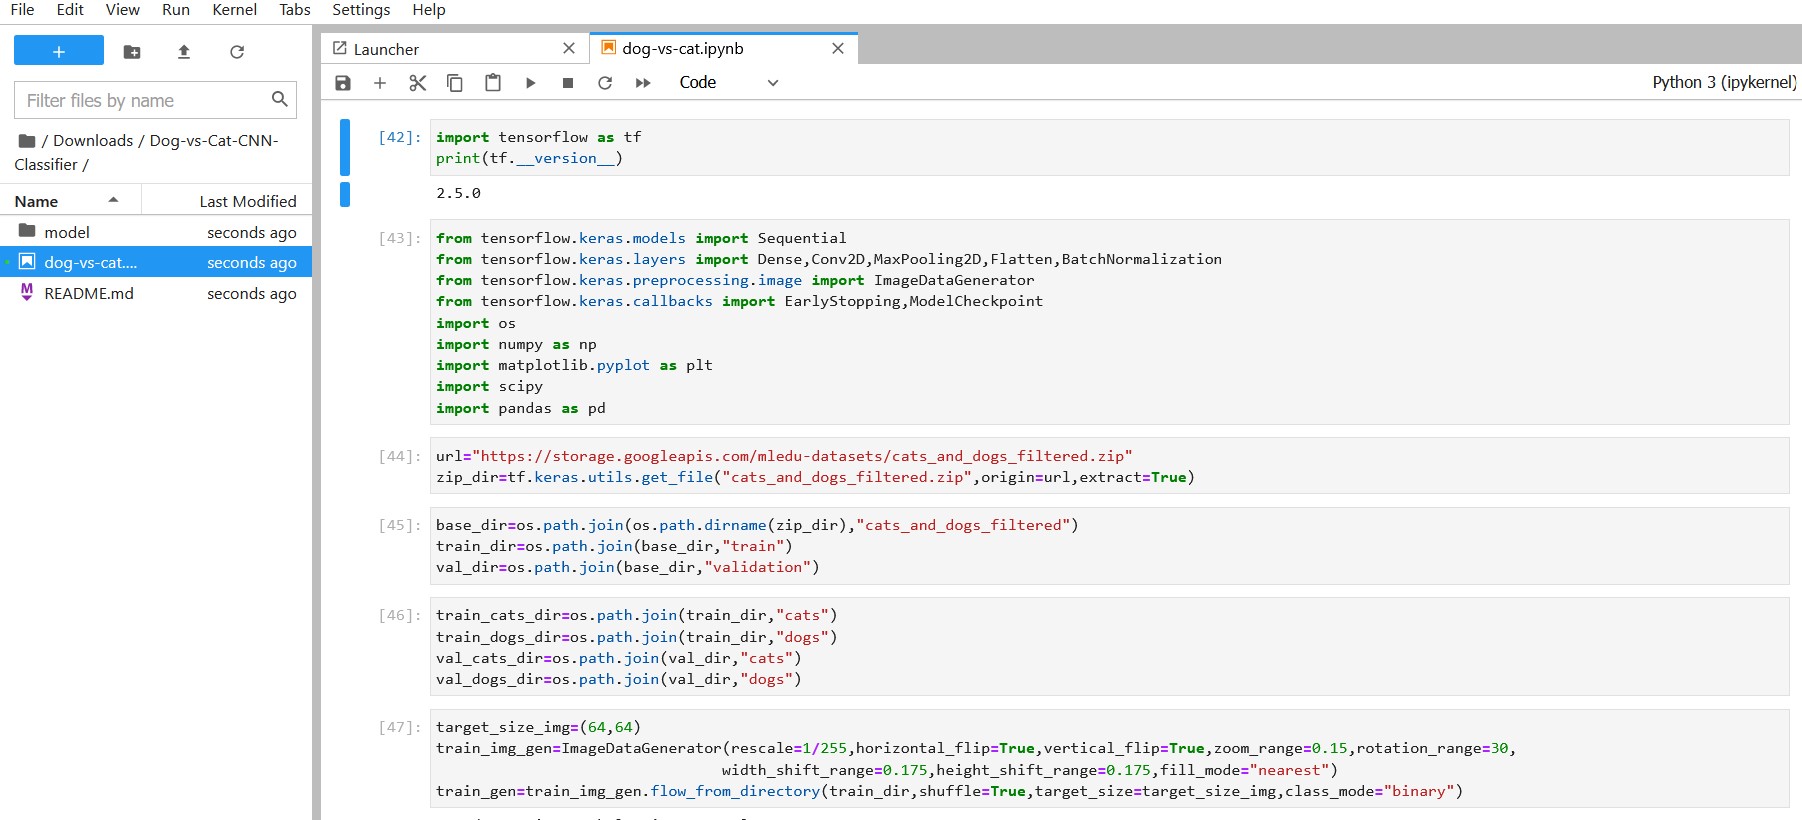 File Edit View Run Kernel Tabs Settings Help
+
Filter files by name
/ Downloads / Dog-vs-Cat-CNN-
Classifier /
Name Last Modified
model seconds ago
dog-vs-cat.... seconds ago
README.md seconds ago
Launcher
dog-vs-cat.ipynb
Code
Python 3 (ipykernel)
[42]: import tensorflow as tf
print(tf.__version__)
2.5.0
[43]: from tensorflow.keras.models import Sequential
from tensorflow.keras.layers import Dense,Conv2D,MaxPooling2D,Flatten,BatchNormalization
from tensorflow.keras.preprocessing.image import ImageDataGenerator
from tensorflow.keras.callbacks import EarlyStopping,ModelCheckpoint
import os
import numpy as np
import matplotlib.pyplot as plt
import scipy
import pandas as pd
[44]: url="https://storage.googleapis.com/mledu-datasets/cats_and_dogs_filtered.zip"
zip_dir=tf.keras.utils.get_file("cats_and_dogs_filtered.zip",origin=url,extract=True)
[45]: base_dir=os.path.join(os.path.dirname(zip_dir),"cats_and_dogs_filtered")
train_dir=os.path.join(base_dir,"train")
val_dir=os.path.join(base_dir,"validation")
[46]: train_cats_dir=os.path.join(train_dir,"cats")
train_dogs_dir=os.path.join(train_dir,"dogs")
val_cats_dir=os.path.join(val_dir,"cats")
val_dogs_dir=os.path.join(val_dir,"dogs")
[47]: target_size_img=(64,64)
train_img_gen=ImageDataGenerator(rescale=1/255,horizontal_flip=True,vertical_flip=True,zoom_range=0.15,rotation_range=30,
width_shift_range=0.175,height_shift_range=0.175,fill_mode="nearest")
train_gen=train_img_gen.flow_from_directory(train_dir,shuffle=True,target_size=target_size_img,class_mode="binary")